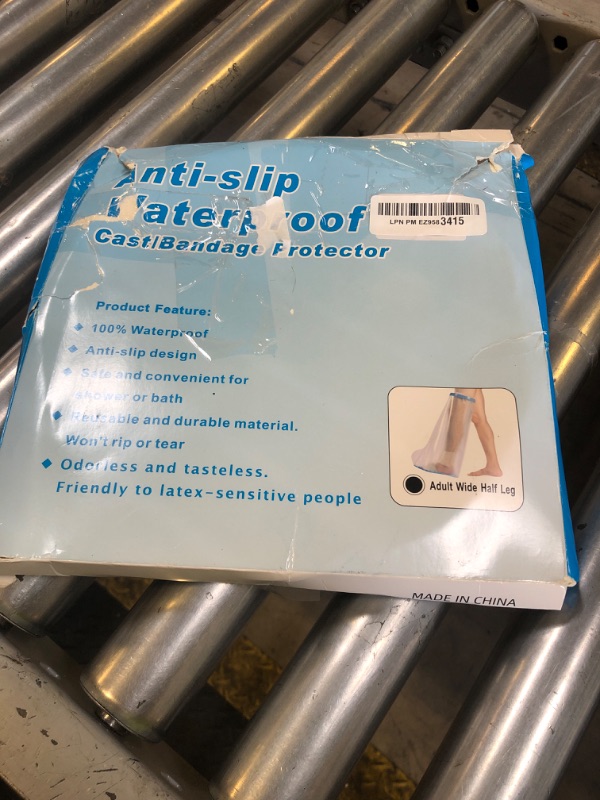 Anti-slip
Waterproof
Cast/Bandage Protector
LPN PM EZ9583415
Product Feature:
◆ 100% Waterproof
◆ Anti-slip design
◆ Safe and convenient for
shower or bath
◆ Reusable and durable material.
Won't rip or tear
◆ Odorless and tasteless.
Friendly to latex-sensitive people
Adult Wide Half Leg
MADE IN CHINA